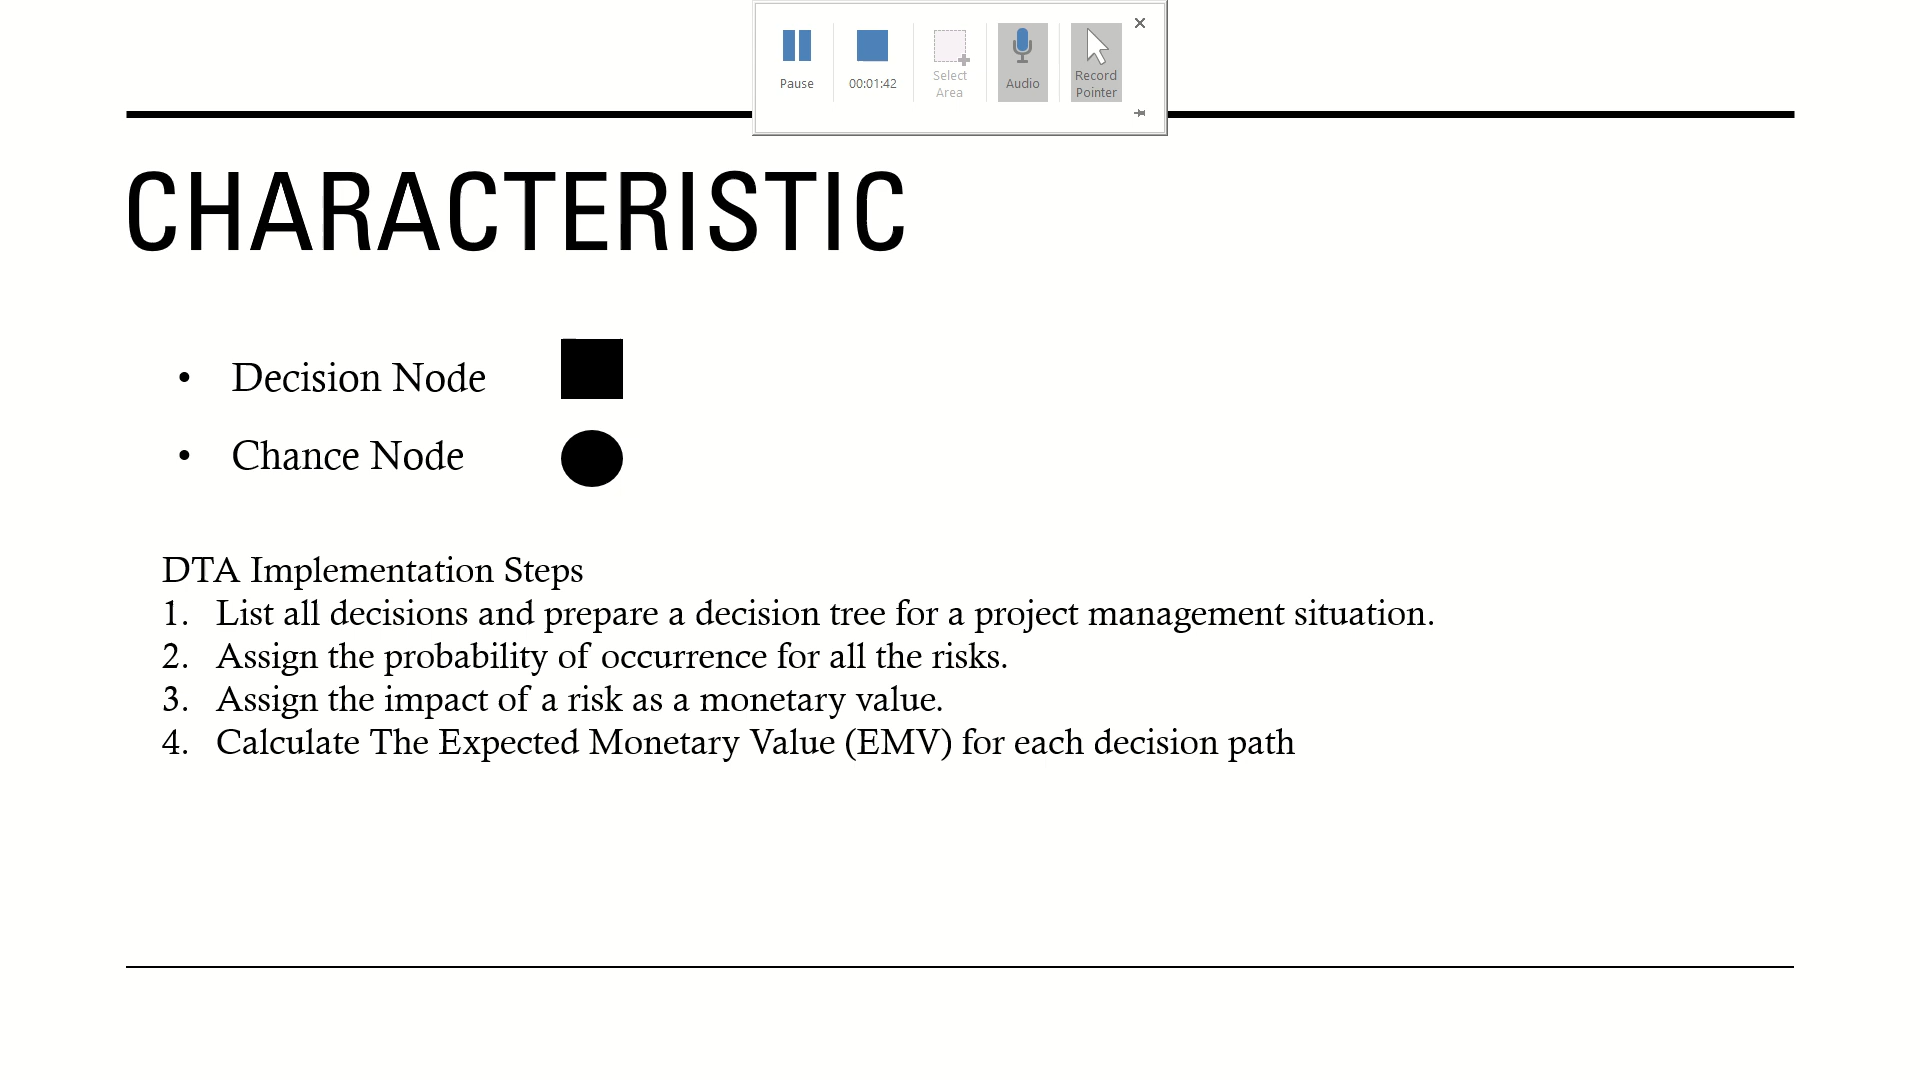 Pause
00:01:42
Select
Area
Audio
Record
Pointer
CHARACTERISTIC
• Decision Node
• Chance Node
DTA Implementation Steps
1. List all decisions and prepare a decision tree for a project management situation.
2. Assign the probability of occurrence for all the risks.
3. Assign the impact of a risk as a monetary value.
4. Calculate The Expected Monetary Value (EMV) for each decision path